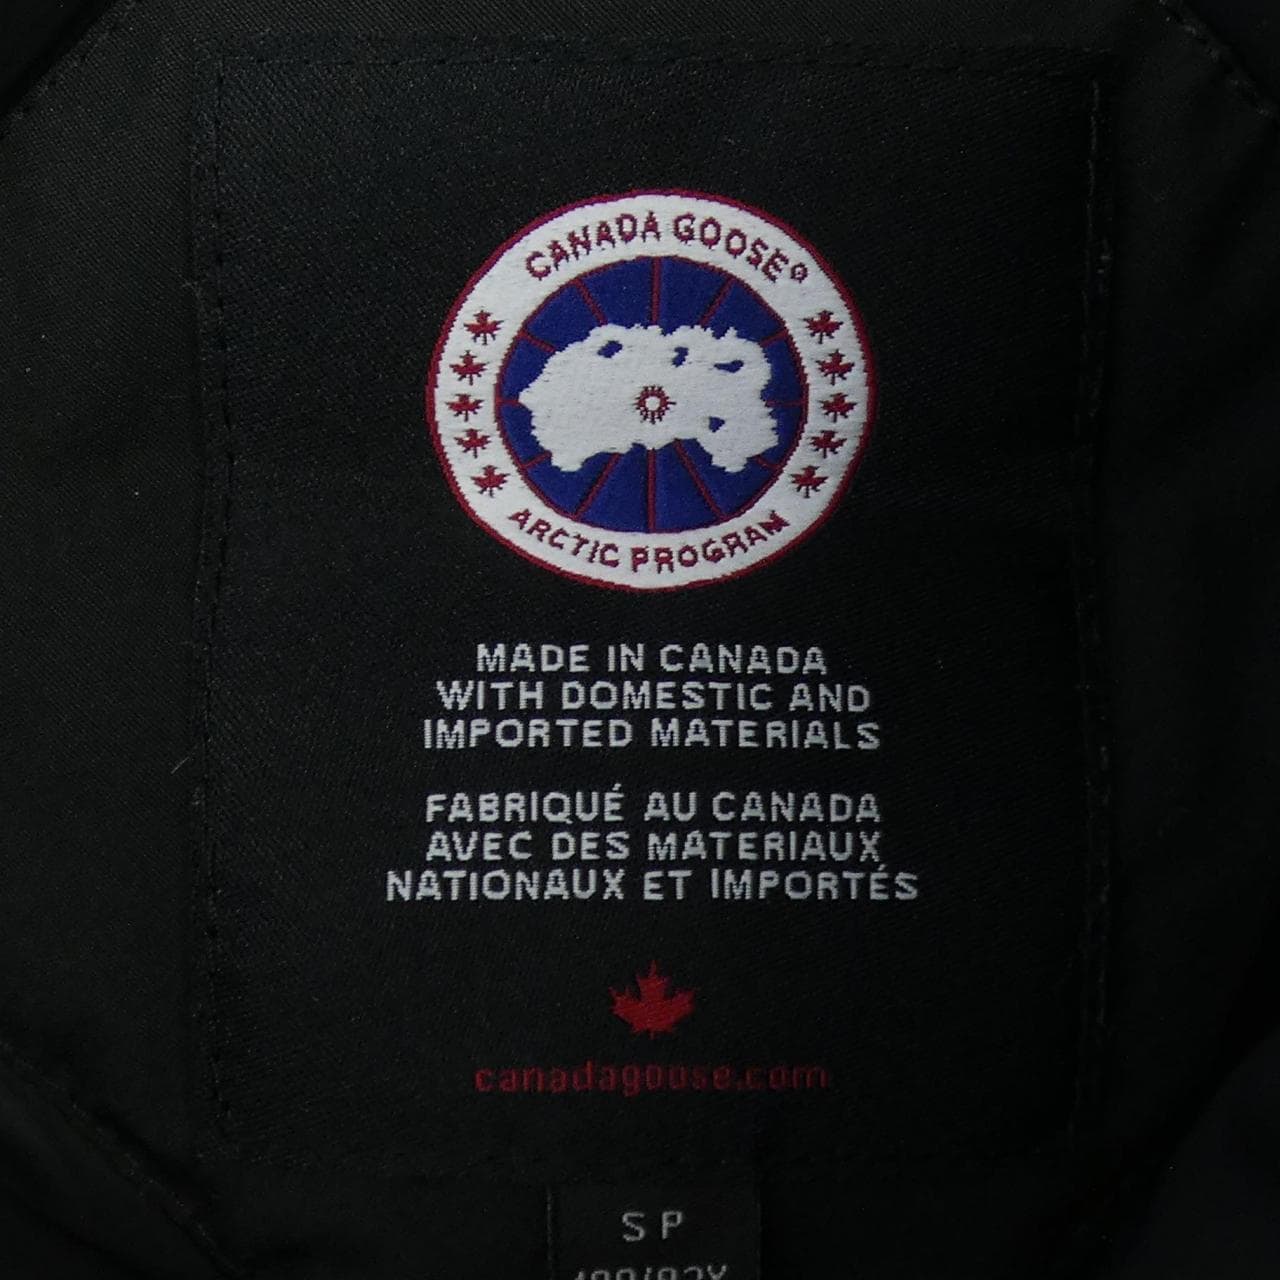 CANADA GOOSE®
ARCTIC PROGRAM
MADE IN CANADA
WITH DOMESTIC AND
IMPORTED MATERIALS
FABRIQUÉ AU CANADA
AVEC DES MATERIAUX
NATIONAUX ET IMPORTÉS
canadagoose.com
SP